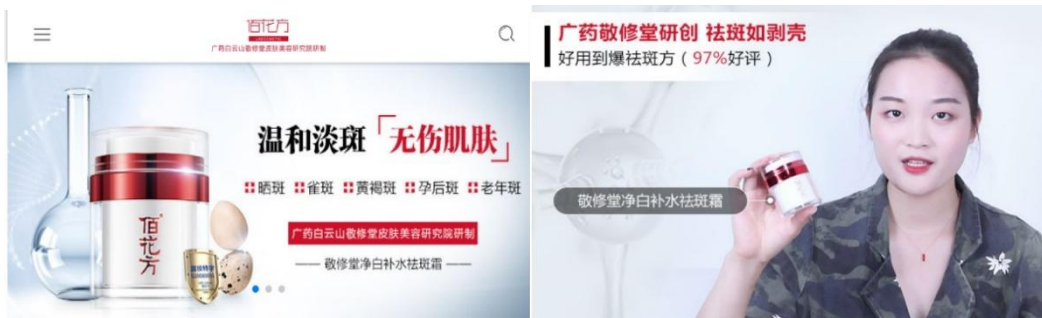 佰花方
广药白云山敬修堂皮肤美容研究院研制
温和淡斑「无伤肌肤」
晒斑 雀斑 黄褐斑 孕后斑 老年斑
广药白云山敬修堂皮肤美容研究院研制
敬修堂净白补水祛斑霜
佰花方
广药敬修堂研创 祛斑如剥壳
好用到爆祛斑方（97%好评）
敬修堂净白补水祛斑霜